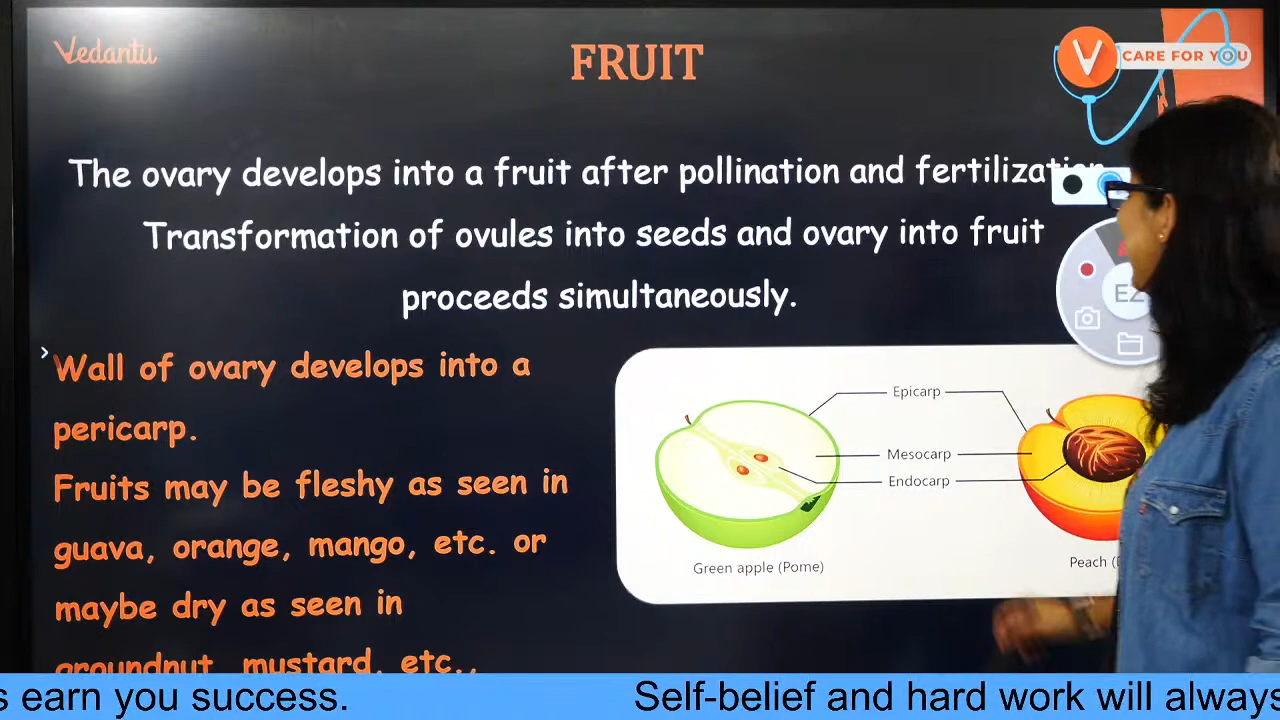 Vedantu
FRUIT
V CARE FOR YOU
The ovary develops into a fruit after pollination and
Transformation of ovules into seeds and ovary into fruit
proceeds simultaneously.
Wall of ovary develops into a
pericarp.
Fruits may be fleshy as seen in
guava, orange, mango, etc. or
maybe dry as seen in
groundnut, mustard, etc.,
Epicarp
Mesocarp
Endocarp
Green apple (Pome)
Peach
EZ
s earn you success.
Self-belief and hard work will always